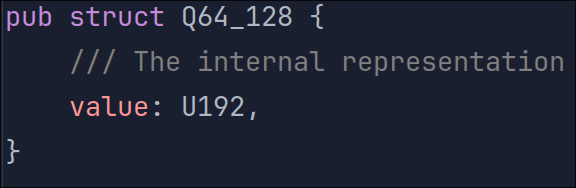 pub struct Q64_128 {
    /// The internal representation
    value: U192,
}